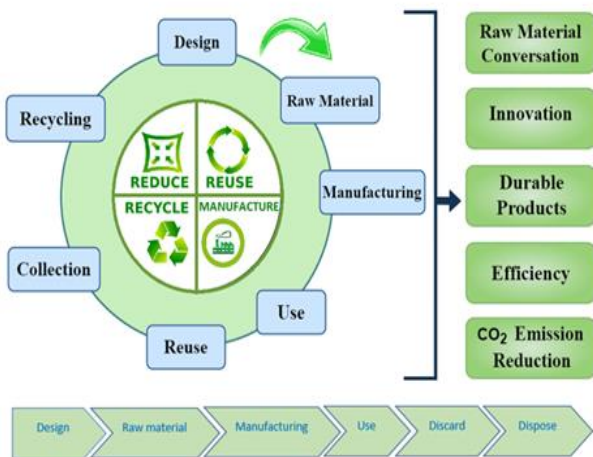 Design
Raw Material
Manufacturing
Use
Reuse
Collection
Recycling
REDUCE
REUSE
RECYCLE
MANUFACTURE
Raw Material
Conversation
Innovation
Durable
Products
Efficiency
CO₂ Emission
Reduction
Design
Raw material
Manufacturing
Use
Discard
Dispose